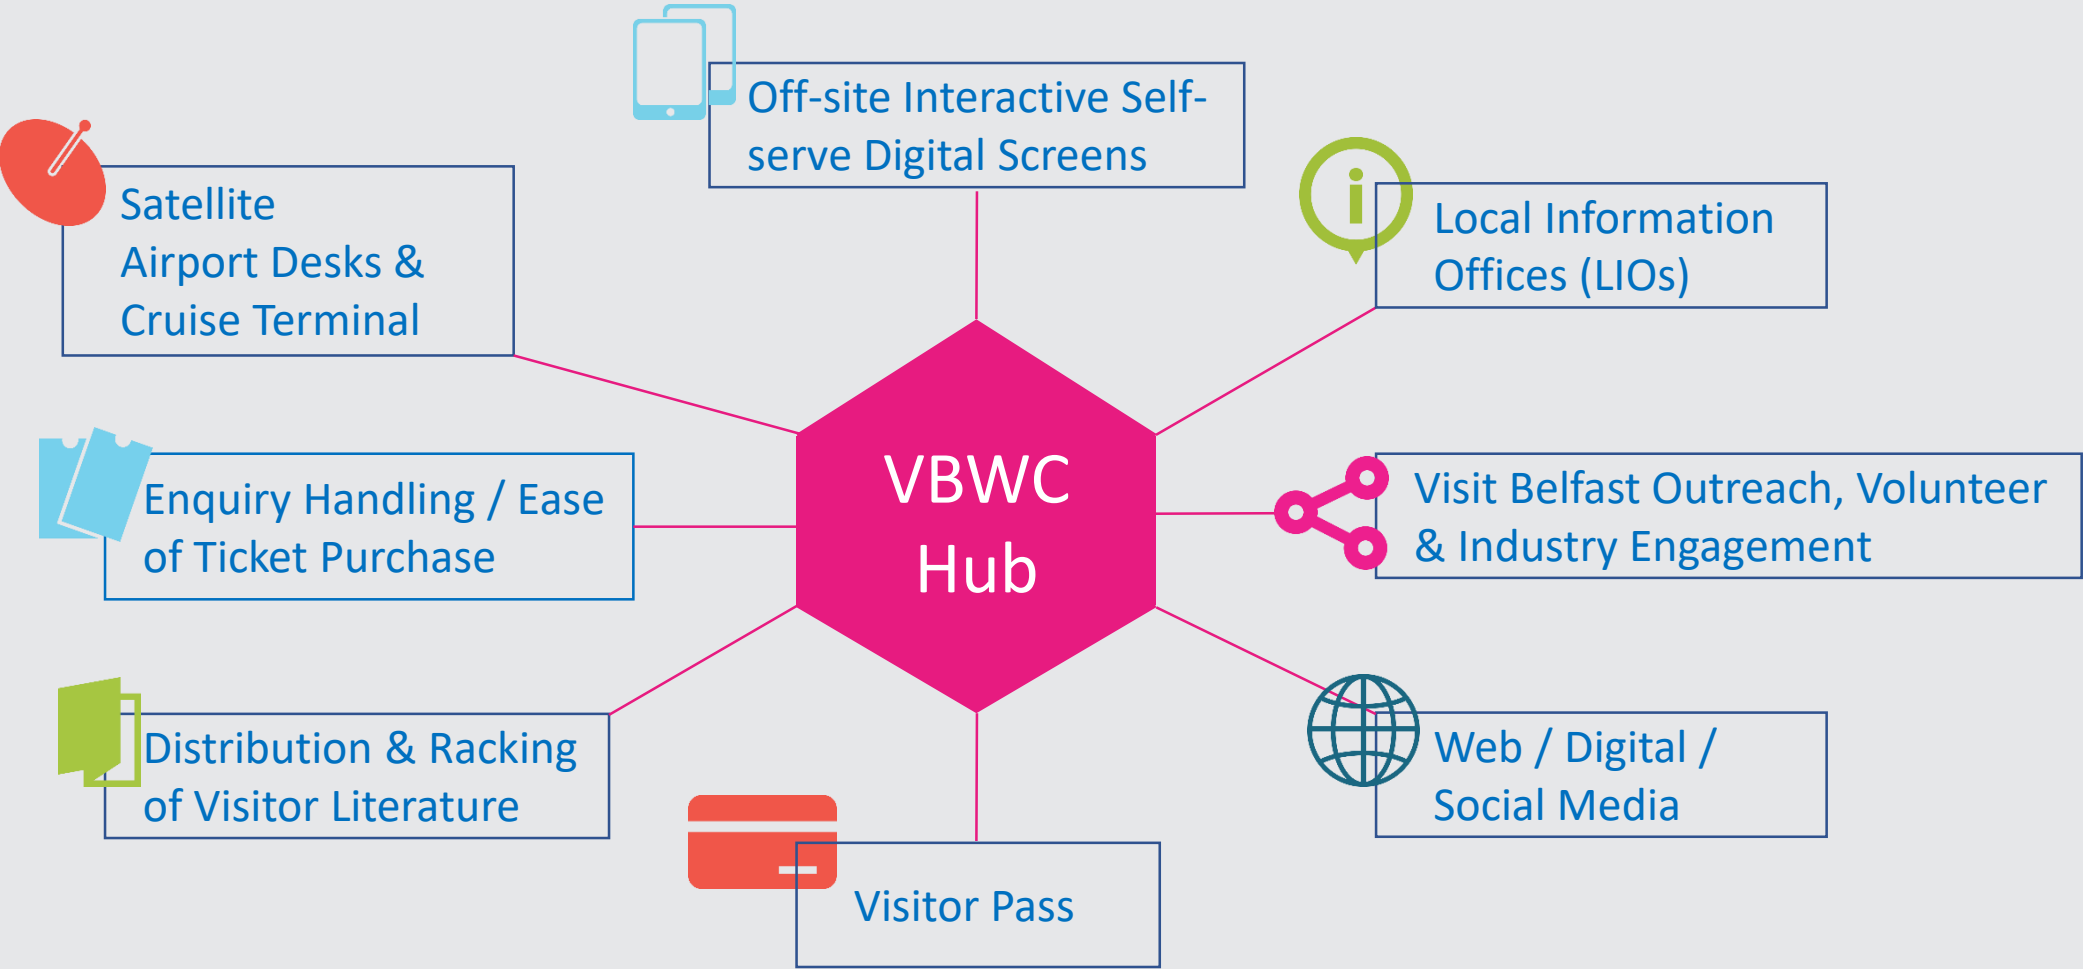 Off-site Interactive Self-
serve Digital Screens
Satellite
Airport Desks &
Cruise Terminal
Local Information
Offices (LIOs)
VBWC
Hub
Enquiry Handling / Ease
of Ticket Purchase
Visit Belfast Outreach, Volunteer
& Industry Engagement
Distribution & Racking
of Visitor Literature
Web / Digital /
Social Media
Visitor Pass